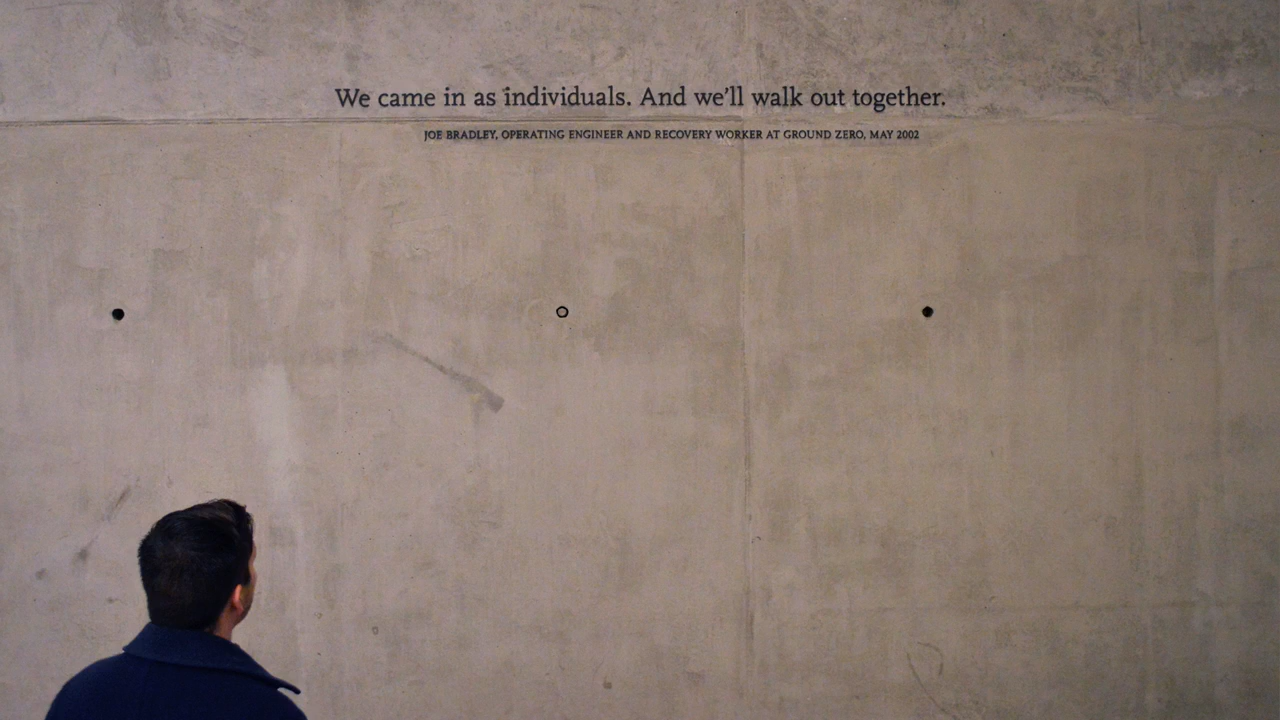 We came in as individuals. And we'll walk out together.
JOE BRADLEY, OPERATING ENGINEER AND RECOVERY WORKER AT GROUND ZERO, MAY 2002